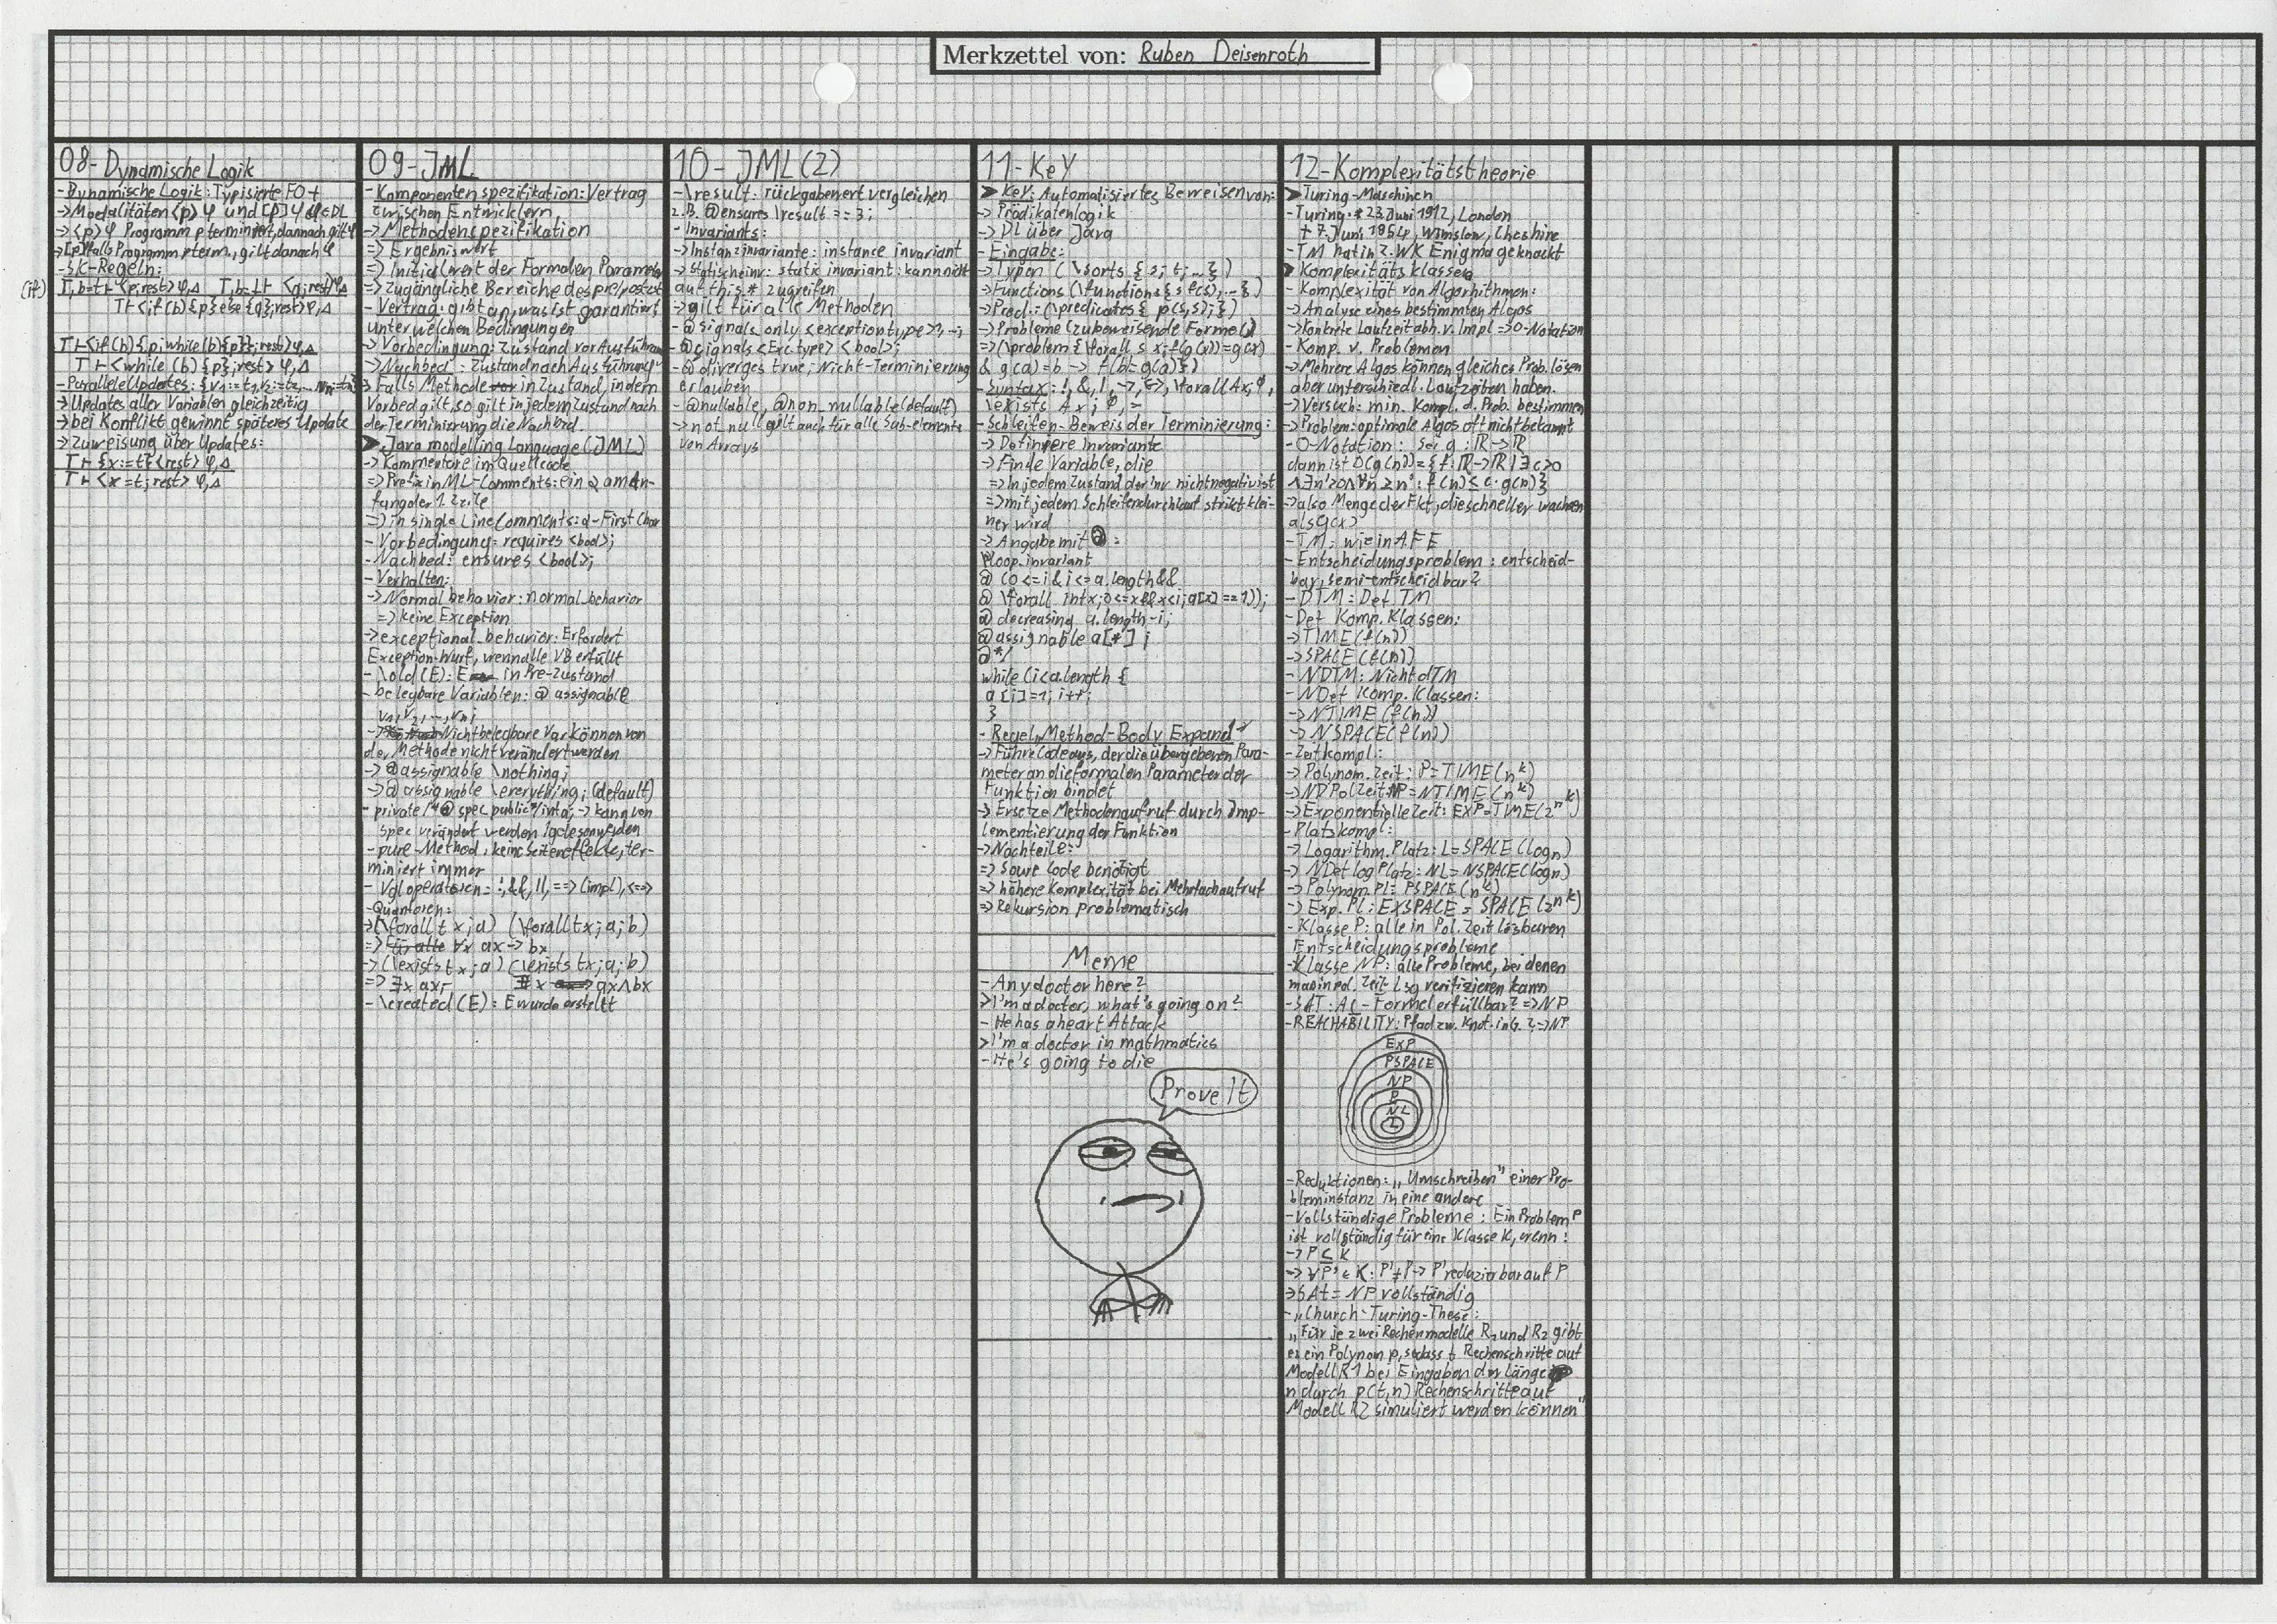 Merkzettel von: Ruben Deisenroth
08- Dynamische Logik
- Dynamische Logik: Typisierte FO+
-> Modalitäten <p>φ und [p]φ φ∈DL
-> <p>φ Programm p terminiert, dannach gilt φ
-> [p] Falls Programm p term., gilt danach φ
- SK-Regeln:
(if) Γ, b=t ⊢ <p;rest>φ,Δ Γ, b=⊥ ⊢ <q;rest>φ,Δ
Γ ⊢ <if(b){p}else{q};rest>φ,Δ
Γ ⊢ <if(b){p;while(b){p}};rest>φ,Δ
Γ ⊢ <while (b) {p};rest> φ,Δ
- Parallele Updates: {v1:=t1,v2:=t2,... vn:=tn}
-> Updates aller Variablen gleichzeitig
-> bei Konflikt gewinnt späteres Update
-> Zuweisung über Updates:
Γ ⊢ {x:=t}<rest> φ,Δ
Γ ⊢ <x=t;rest> φ,Δ
09- JML
- Komponentenspezifikation: Vertrag
zwischen Entwicklern
-> Methodenspezifikation
=> Ergebniswert
=> Initialwert der Formalen Parameter
=> zugängliche Bereiche des pre/postst
- Vertrag: gibt an, was ist garantiert
unter welchen Bedingungen
-> Vorbedingung: Zustand vor Ausführung
-> Nachbed.: Zustand nach Ausführung
-> Falls Methode in Zustand, in dem
Vorbed gilt, so gilt in jedem Zustand nach
der Terminierung die Nachbed.
> Java modelling Language (JML)
-> Kommentare im Quellcode
=> Prefix in ML-Comments: ein @ am An-
fang der 1. Zeile
=> in single Line Comments: @-First Char
- Vorbedingung: requires <bool>;
- Nachbed: ensures <bool>;
- Verhalten:
-> Normal behavior: normal_behavior
=> keine Exception
-> exceptional_behavior: Erfordert
Exception-Wurf, wenn alle VB erfüllt
- \old(E): E in Pre-Zustand
- belegbare Variablen: @ assignable
v1, v2, ..., vn;
-> Nicht belegbare Var können von
der Methode nicht verändert werden
-> @assignable \nothing;
-> @ assignable \everything; (default)
- private /*@ spec_public*/ int a; -> kann von
Spec verändert werden / gelesen werden
- pure-Method: keine Seiteneffekte, ter-
miniert immer
- Vgl operatoren: !,&&,||,==>(impl),<==>
- Quantoren:
-> (\forall t x; a) (\forall t x; a; b)
=> ∀x ax -> bx
-> (\exists t x; a) (\exists t x; a; b)
=> ∃x ax, ∃x ax∧bx
- \created(E): E wurde erstellt
10- JML(2)
- \result: rückgabewert vergleichen
z.B. @ensures \result == 3;
- Invariants:
-> Instanzinvariante: instance invariant
-> Statische inv: static invariant: kann nicht
auf this.* zugreifen
-> gilt für alle Methoden
- @signals_only <exceptiontype>,...;
- @signals <Exc.type> <bool>;
- @diverges true; Nicht-Terminierung
erlauben
- @nullable, @non_nullable (default)
-> not null gilt auch für alle Sub-elemente
von Arrays
11- KeY
> KeY: Automatisiertes Beweisen von:
-> Prädikatenlogik
-> DL über Java
- Eingabe:
-> Typen (\sorts {s; t; ...})
-> Functions (\functions { s f(s), ...})
-> Pred.: (\predicates { p(s,s);})
-> Probleme (zu beweisende Formel)
=> (\problem {\forall s x; f(g(x))=g(x)
& g(a)=b -> f(b)=g(a)})
- Syntax: !, &, |, ->, <->, \forall A x; φ,
\exists A x; φ, =
- Schleifen-Beweis der Terminierung:
-> Definiere Invariante
-> Finde Variable, die
=> In jedem Zustand der Inv nicht negativ ist
=> mit jedem Schleifendurchlauf strikt klei-
ner wird
-> Angabe mit @:
@loop_invariant
@ (0<=i & i<=a.length &&
@ \forall int x; 0<=x && x<i; a[x] == 1));
@ decreasing a.length-i;
@ assignable a[*];
@*/
while (i<a.length {
a[i]=1; i++;
}
- Regel „Method-Body Expand"
-> Führe Code aus, der die übergebenen Para-
meter an die formalen Parameter der
Funktion bindet
-> Ersetze Methodenaufruf durch Imp-
lementierung der Funktion
-> Nachteile:
=> Source Code benötigt
=> höhere Komplexität bei Mehrfachaufruf
=> Rekursion problematisch
Meme
- Any doctor here?
> I'm a doctor, what's going on?
- He has a heart Attack
> I'm a doctor in mathmatics
- He's going to die
Prove It
12- Komplexitätstheorie
> Turing-Maschinen
- Turing: * 23. Juni 1912, London
† 7. Juni 1954, Wilmslow, Cheshire
- TM hat in 2. WK Enigma geknackt
> Komplexitätsklassen
- Komplexität von Algorhithmen:
-> Analyse eines bestimmten Algos
-> Konkrete Laufzeit abh. v. Impl => O-Notation
- Komp. v. Problemen
-> Mehrere Algos können gleiches Prob. lösen
aber unterschiedl. Laufzeiten haben.
-> Versuch: min. Kompl. d. Prob. bestimmen
-> Problem: optimale Algos oft nicht bekannt
- O-Notation: Sei g: ℝ->ℝ
dann ist O(g(n))={f:ℝ->ℝ | ∃c>0
∧∃n'>0∧∀n≥n': f(n)≤c·g(n)}
-> also Menge der Fkt, die schneller wachsen
als g(x)
- TM: wie in AFE
- Entscheidungsproblem: entscheid-
bar, semi-entscheidbar?
- DTM: Det TM
- Det Komp. Klassen:
-> TIME(f(n))
-> SPACE(f(n))
- NDTM: Nicht dTM
- NDet Komp. Klassen:
-> NTIME(f(n))
-> NSPACE(f(n))
- Zeitkompl.:
-> Polynom. Zeit: P=TIME(n^k)
-> ND Pol Zeit: NP=NTIME(n^k)
-> Exponentielle Zeit: EXP=TIME(2^n^k)
- Platzkompl:
-> Logarithm. Platz: L=SPACE(log n)
-> NDet log Platz: NL=NSPACE(log n)
-> Polynom. Pl=PSPACE(n^k)
-> Exp. Pl: EXSPACE = SPACE(2^n^k)
- Klasse P: alle in Pol. Zeit lösbaren
Entscheidungsprobleme
- Klasse NP: alle Probleme, bei denen
man in pol. Zeit Lsg verifizieren kann
- SAT: AL-Formel erfüllbar? => NP
- REACHABILITY: Pfad zw. Knot. in G.? => NP
EXP
PSPACE
NP
P
NL
L
- Reduktionen: „Umschreiben" einer Pro-
bleminstanz in eine andere
- Vollständige Probleme: Ein Problem P
ist vollständig für eine Klasse K, wenn:
-> P⊆K
-> ∀P'∈K: P'≠P -> P' reduzierbar auf P
-> SAt = NP vollständig
- „Church-Turing-These:
„Für je zwei Rechenmodelle R1 und R2 gibt
es ein Polynom p, sodass t Rechenschritte auf
Modell R1 bei Eingaben der Länge
n durch p(t,n) Rechenschritte auf
Modell R2 simuliert werden können"